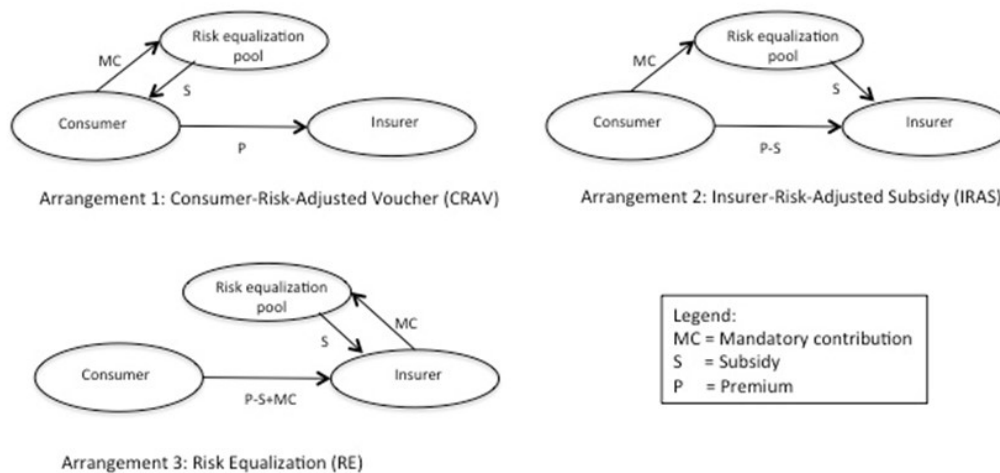 Risk equalization
pool
MC
S
Consumer
Insurer
P
Arrangement 1: Consumer-Risk-Adjusted Voucher (CRAV)
Risk equalization
pool
MC
S
Consumer
Insurer
P-S
Arrangement 2: Insurer-Risk-Adjusted Subsidy (IRAS)
Risk equalization
pool
MC
S
Consumer
Insurer
P-S+MC
Arrangement 3: Risk Equalization (RE)
Legend:
MC = Mandatory contribution
S = Subsidy
P = Premium